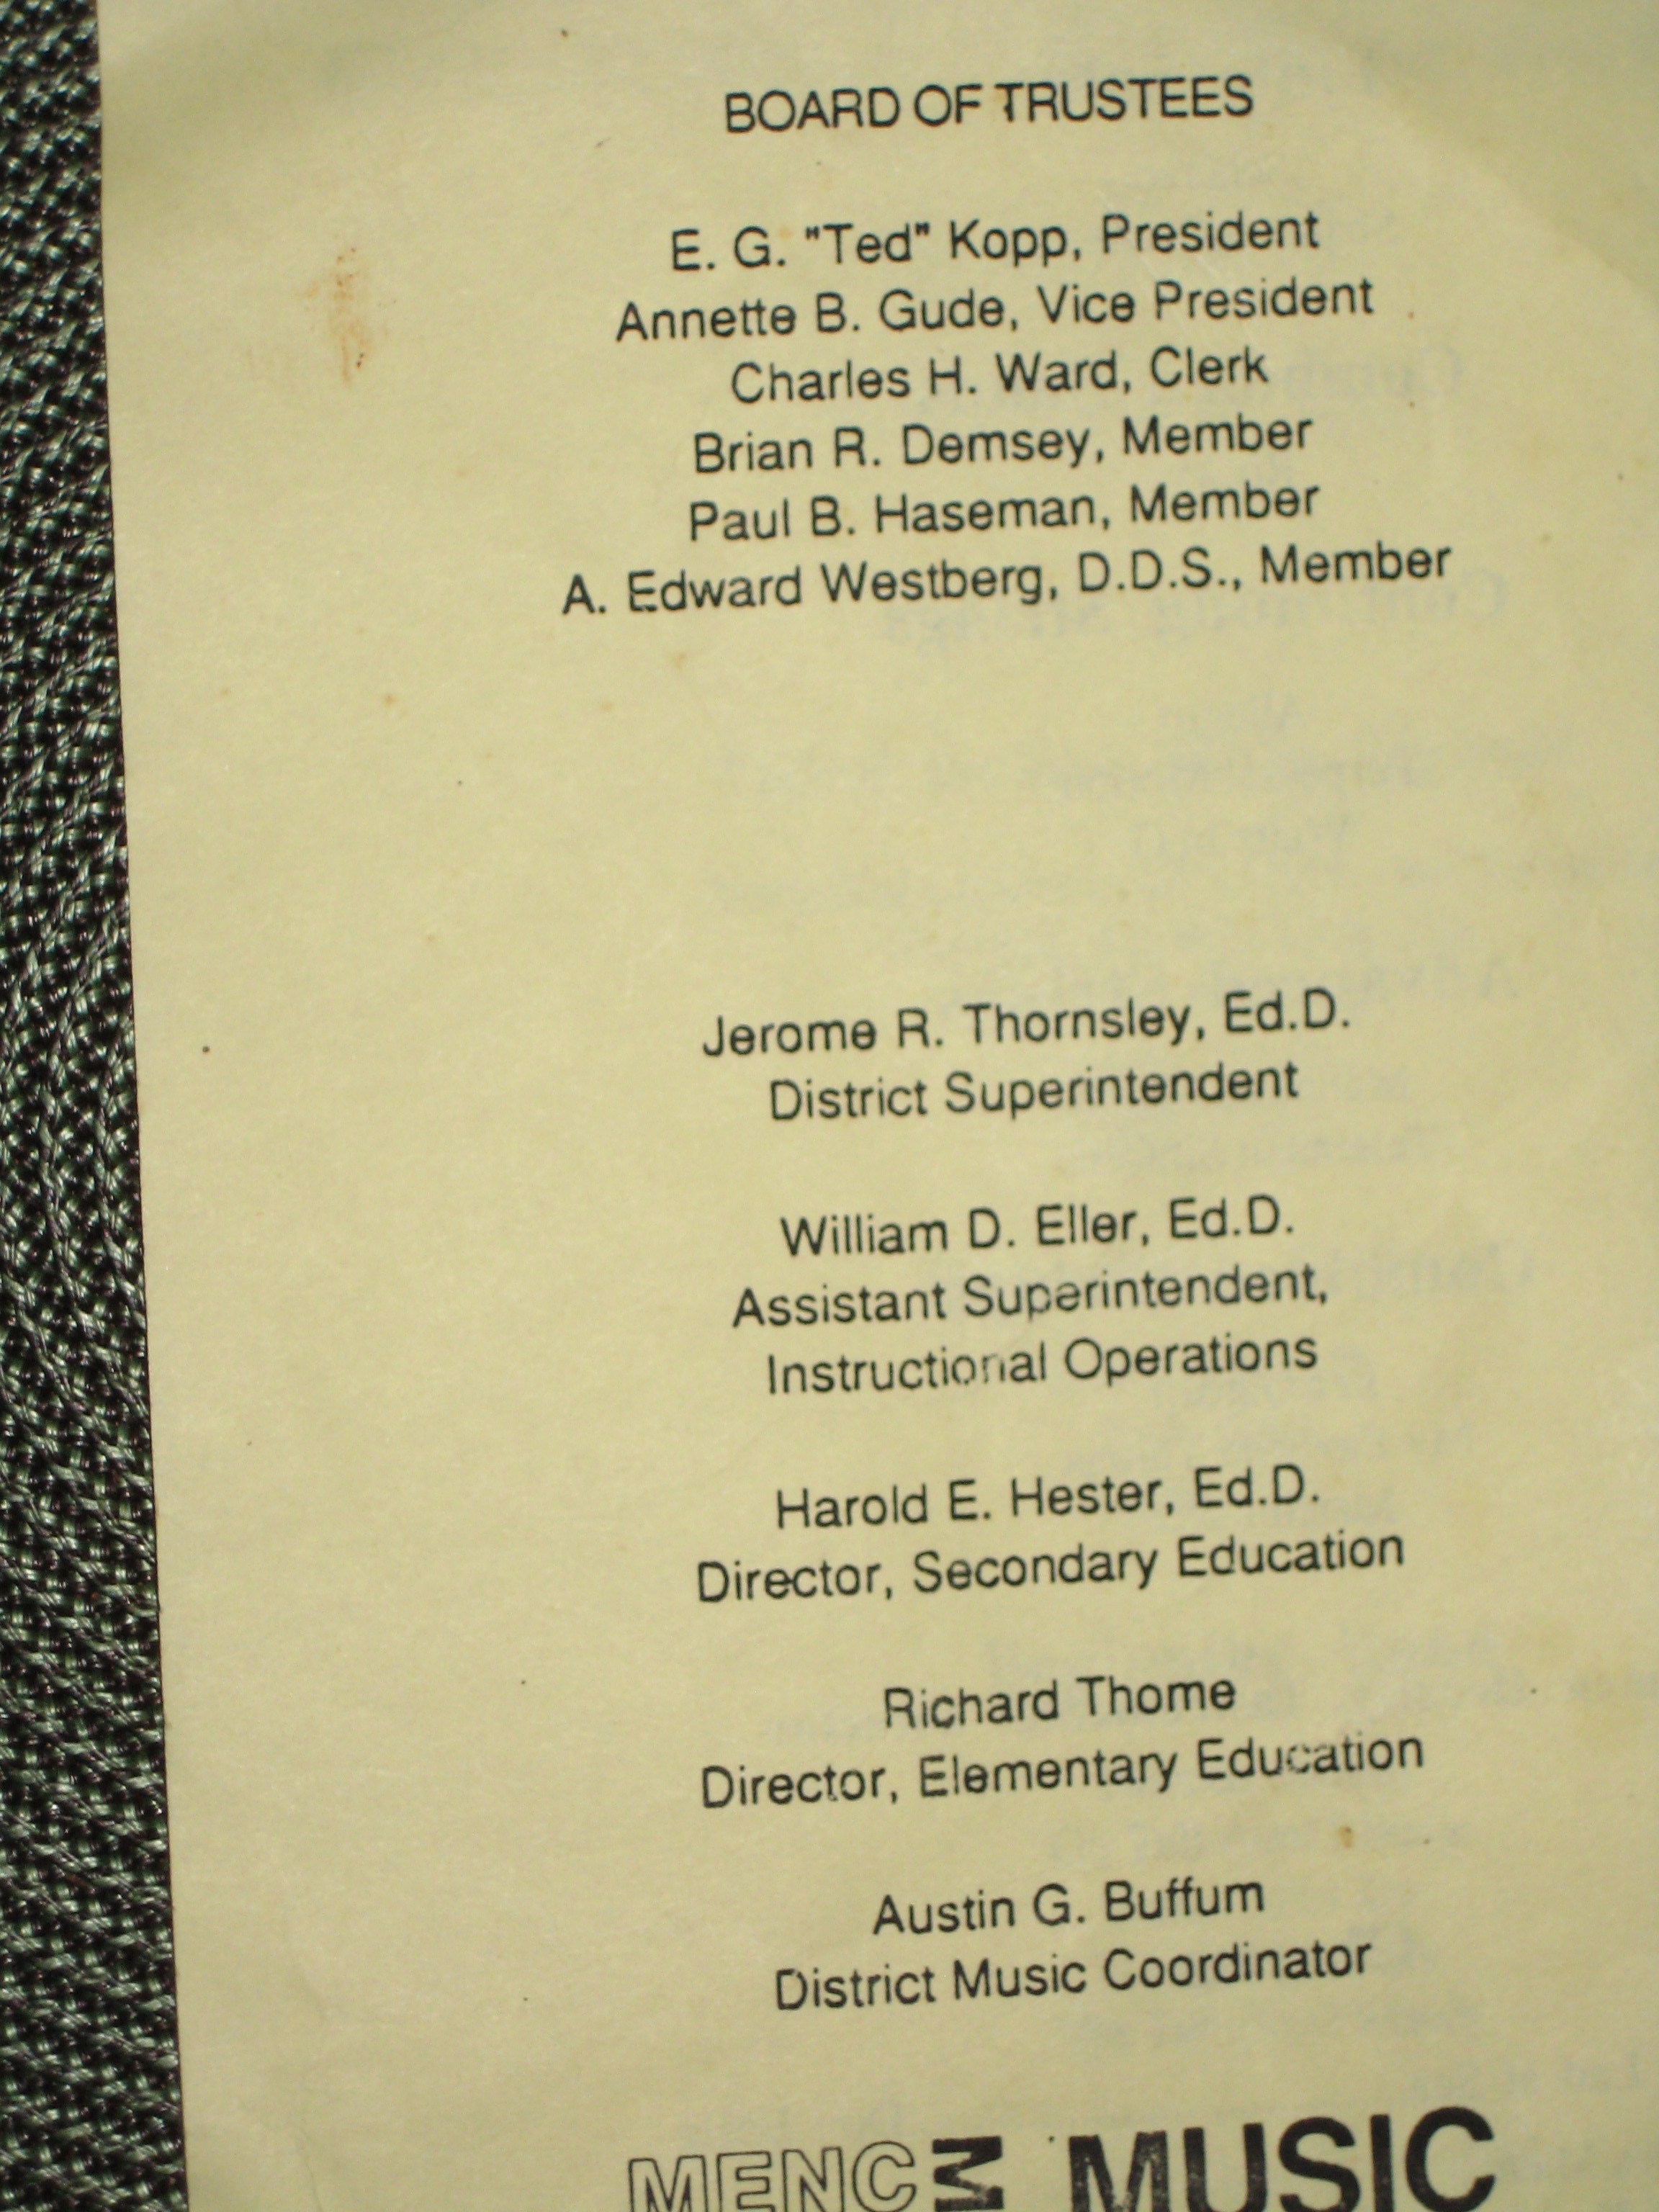 BOARD OF TRUSTEES
E. G. "Ted" Kopp, President
Annette B. Gude, Vice President
Charles H. Ward, Clerk
Brian R. Demsey, Member
Paul B. Haseman, Member
A. Edward Westberg, D.D.S., Member
Jerome R. Thornsley, Ed.D.
District Superintendent
William D. Eller, Ed.D.
Assistant Superintendent,
Instructional Operations
Harold E. Hester, Ed.D.
Director, Secondary Education
Richard Thome
Director, Elementary Education
Austin G. Buffum
District Music Coordinator
MENC MUSIC